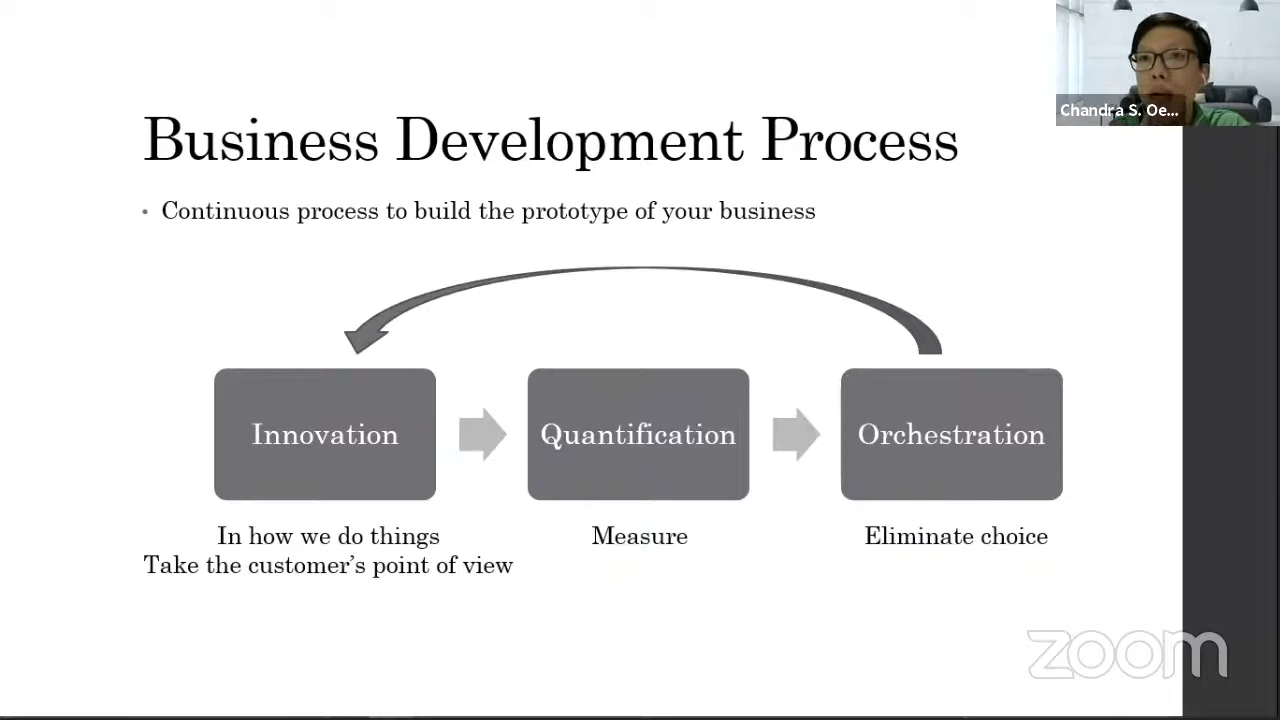 Chandra S. Oe...
Business Development Process
• Continuous process to build the prototype of your business
Innovation
Quantification
Orchestration
In how we do things
Take the customer's point of view
Measure
Eliminate choice
zoom